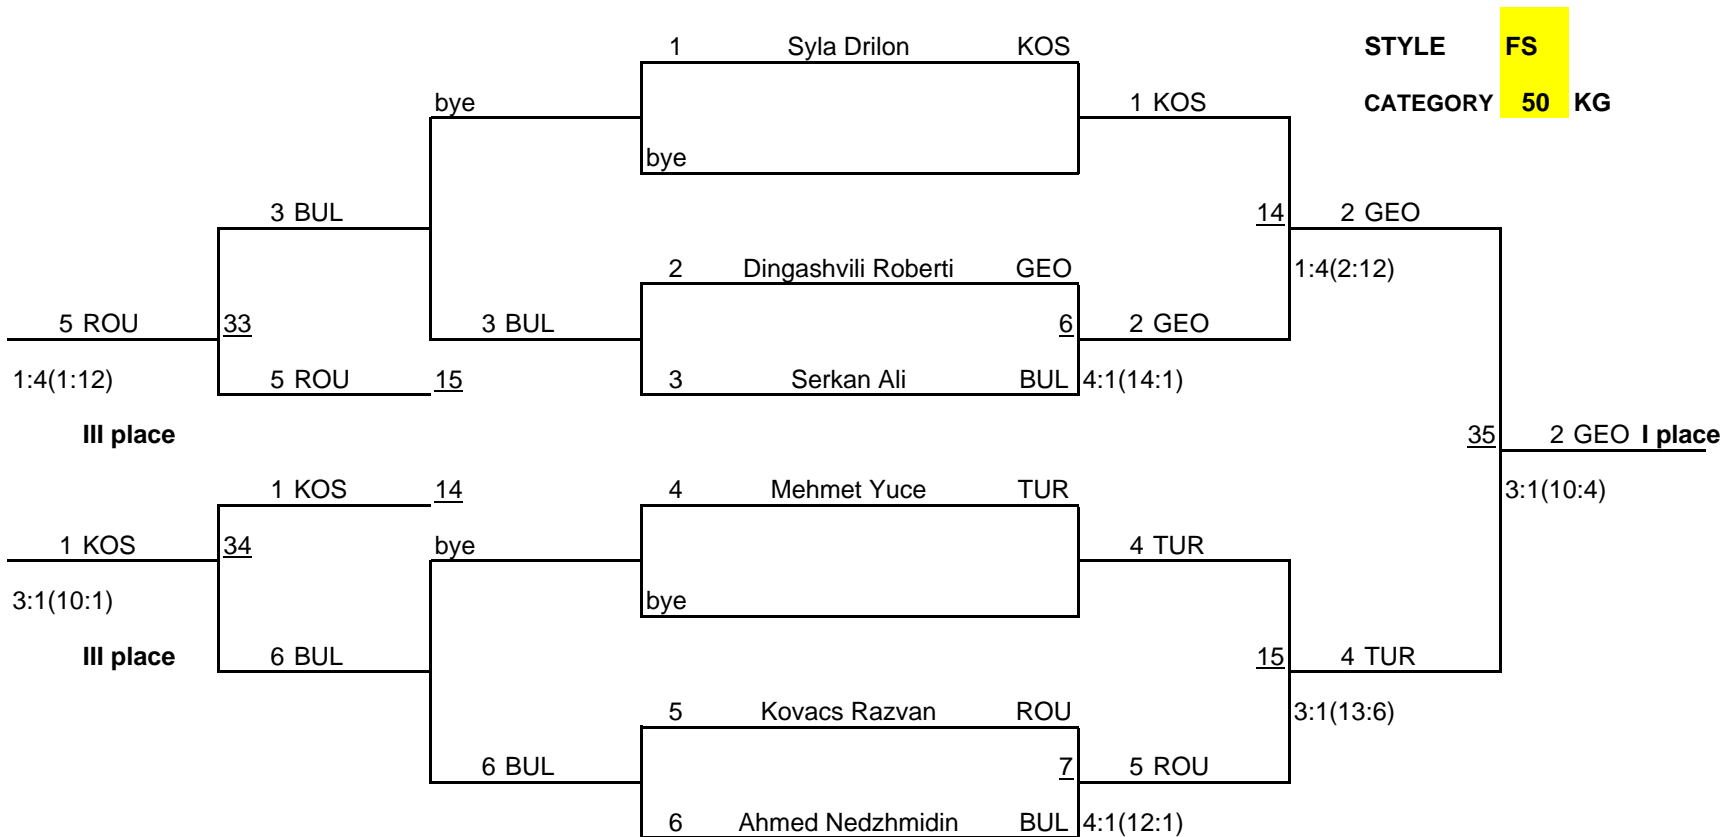 1 Syla Drilon KOS STYLE FS
bye 1 KOS CATEGORY 50 KG
bye
3 BUL 14 2 GEO
2 Dingashvili Roberti GEO 1:4(2:12)
5 ROU 33 3 BUL 6 2 GEO
1:4(1:12) 5 ROU 15 3 Serkan Ali BUL 4:1(14:1)
III place 35 2 GEO I place
1 KOS 14 4 Mehmet Yuce TUR 3:1(10:4)
1 KOS 34 bye 4 TUR
3:1(10:1) bye
III place 6 BUL 15 4 TUR
5 Kovacs Razvan ROU 3:1(13:6)
6 BUL 7 5 ROU
6 Ahmed Nedzhmidin BUL 4:1(12:1)